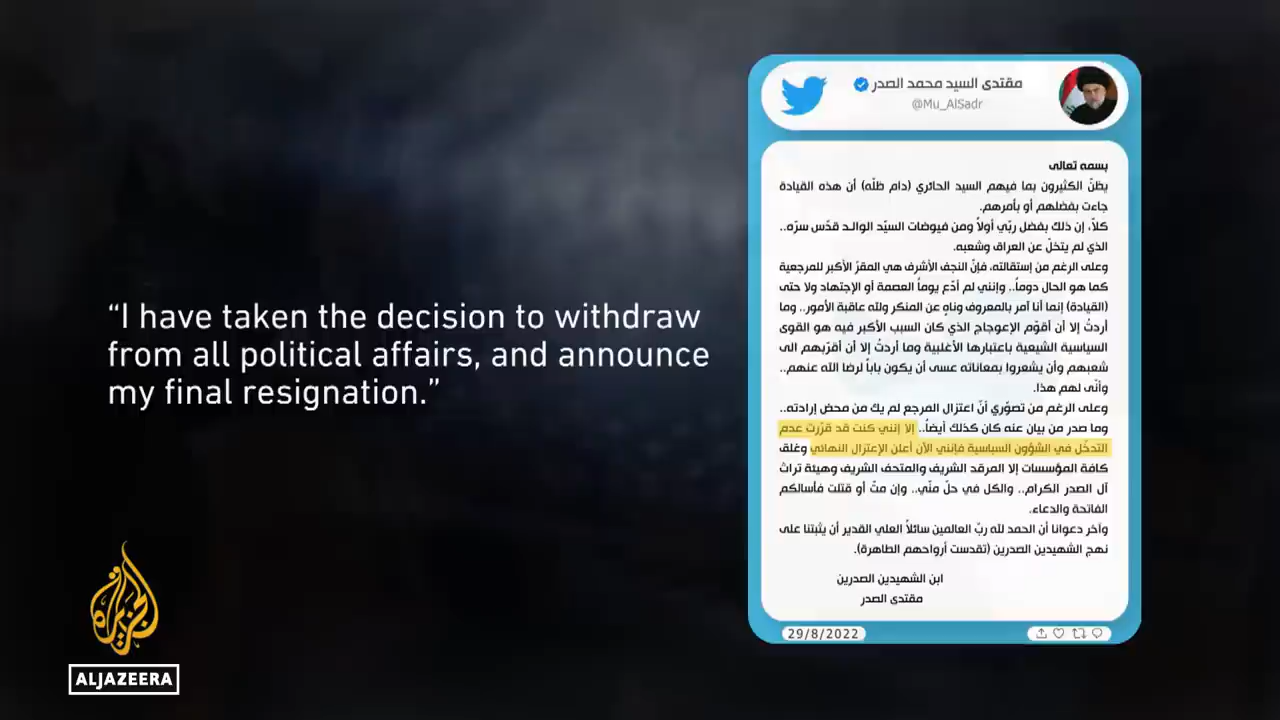 “I have taken the decision to withdraw
from all political affairs, and announce
my final resignation.”
مقتدى السيد محمد الصدر
@Mu_AlSadr
بسمه تعالى
يظنّ الكثيرون بما فيهم السيد الحائري (دام ظلّه) أن هذه القيادة
جاءت بفضلهم أو بأمرهم.
كلاّ، إن ذلك بفضل ربّي أولاً ومن فيوضات السيّد الوالد قدّس سرّه..
الذي لم يتخلّ عن العراق وشعبه.
وعلى الرغم من إستقالته، فإنّ النجف الأشرف هي المقرّ الأكبر للمرجعية
كما هو الحال دوماً.. وإنني لم أدّعِ يوماً العصمة أو الإجتهاد ولا حتى
(القيادة) إنما أنا آمر بالمعروف وناهٍ عن المنكر ولله عاقبة الأمور.. وما
أردتُ إلا أن أقوّم الإعوجاج الذي كان السبب الأكبر فيه هو القوى
السياسية الشيعية باعتبارها الأغلبية وما أردتُ إلا أن أقرّبهم الى
شعبهم وأن يشعروا بمعاناته عسى أن يكون باباً لرضا الله عنهم..
وأنّى لهم هذا.
وعلى الرغم من تصوّري أنّ اعتزال المرجع لم يك من محض إرادته..
وما صدر من بيان عنه كان كذلك أيضاً.. إلا إنني كنت قد قرّرت عدم
التدخّل في الشؤون السياسية فإنني الآن أعلن الإعتزال النهائي وغلق
كافة المؤسسات إلا المرقد الشريف والمتحف الشريف وهيئة تراث
آل الصدر الكرام.. والكل في حلّ منّي.. وإن متّ أو قتلت فأسالكم
الفاتحة والدعاء.
وآخر دعوانا أن الحمد لله ربّ العالمين سائلاً العلي القدير أن يثبتنا على
نهج الشهيدين الصدرين (تقدست أرواحهم الطاهرة).
ابن الشهيدين الصدرين
مقتدى الصدر
29/8/2022
الجزيرة
ALJAZEERA